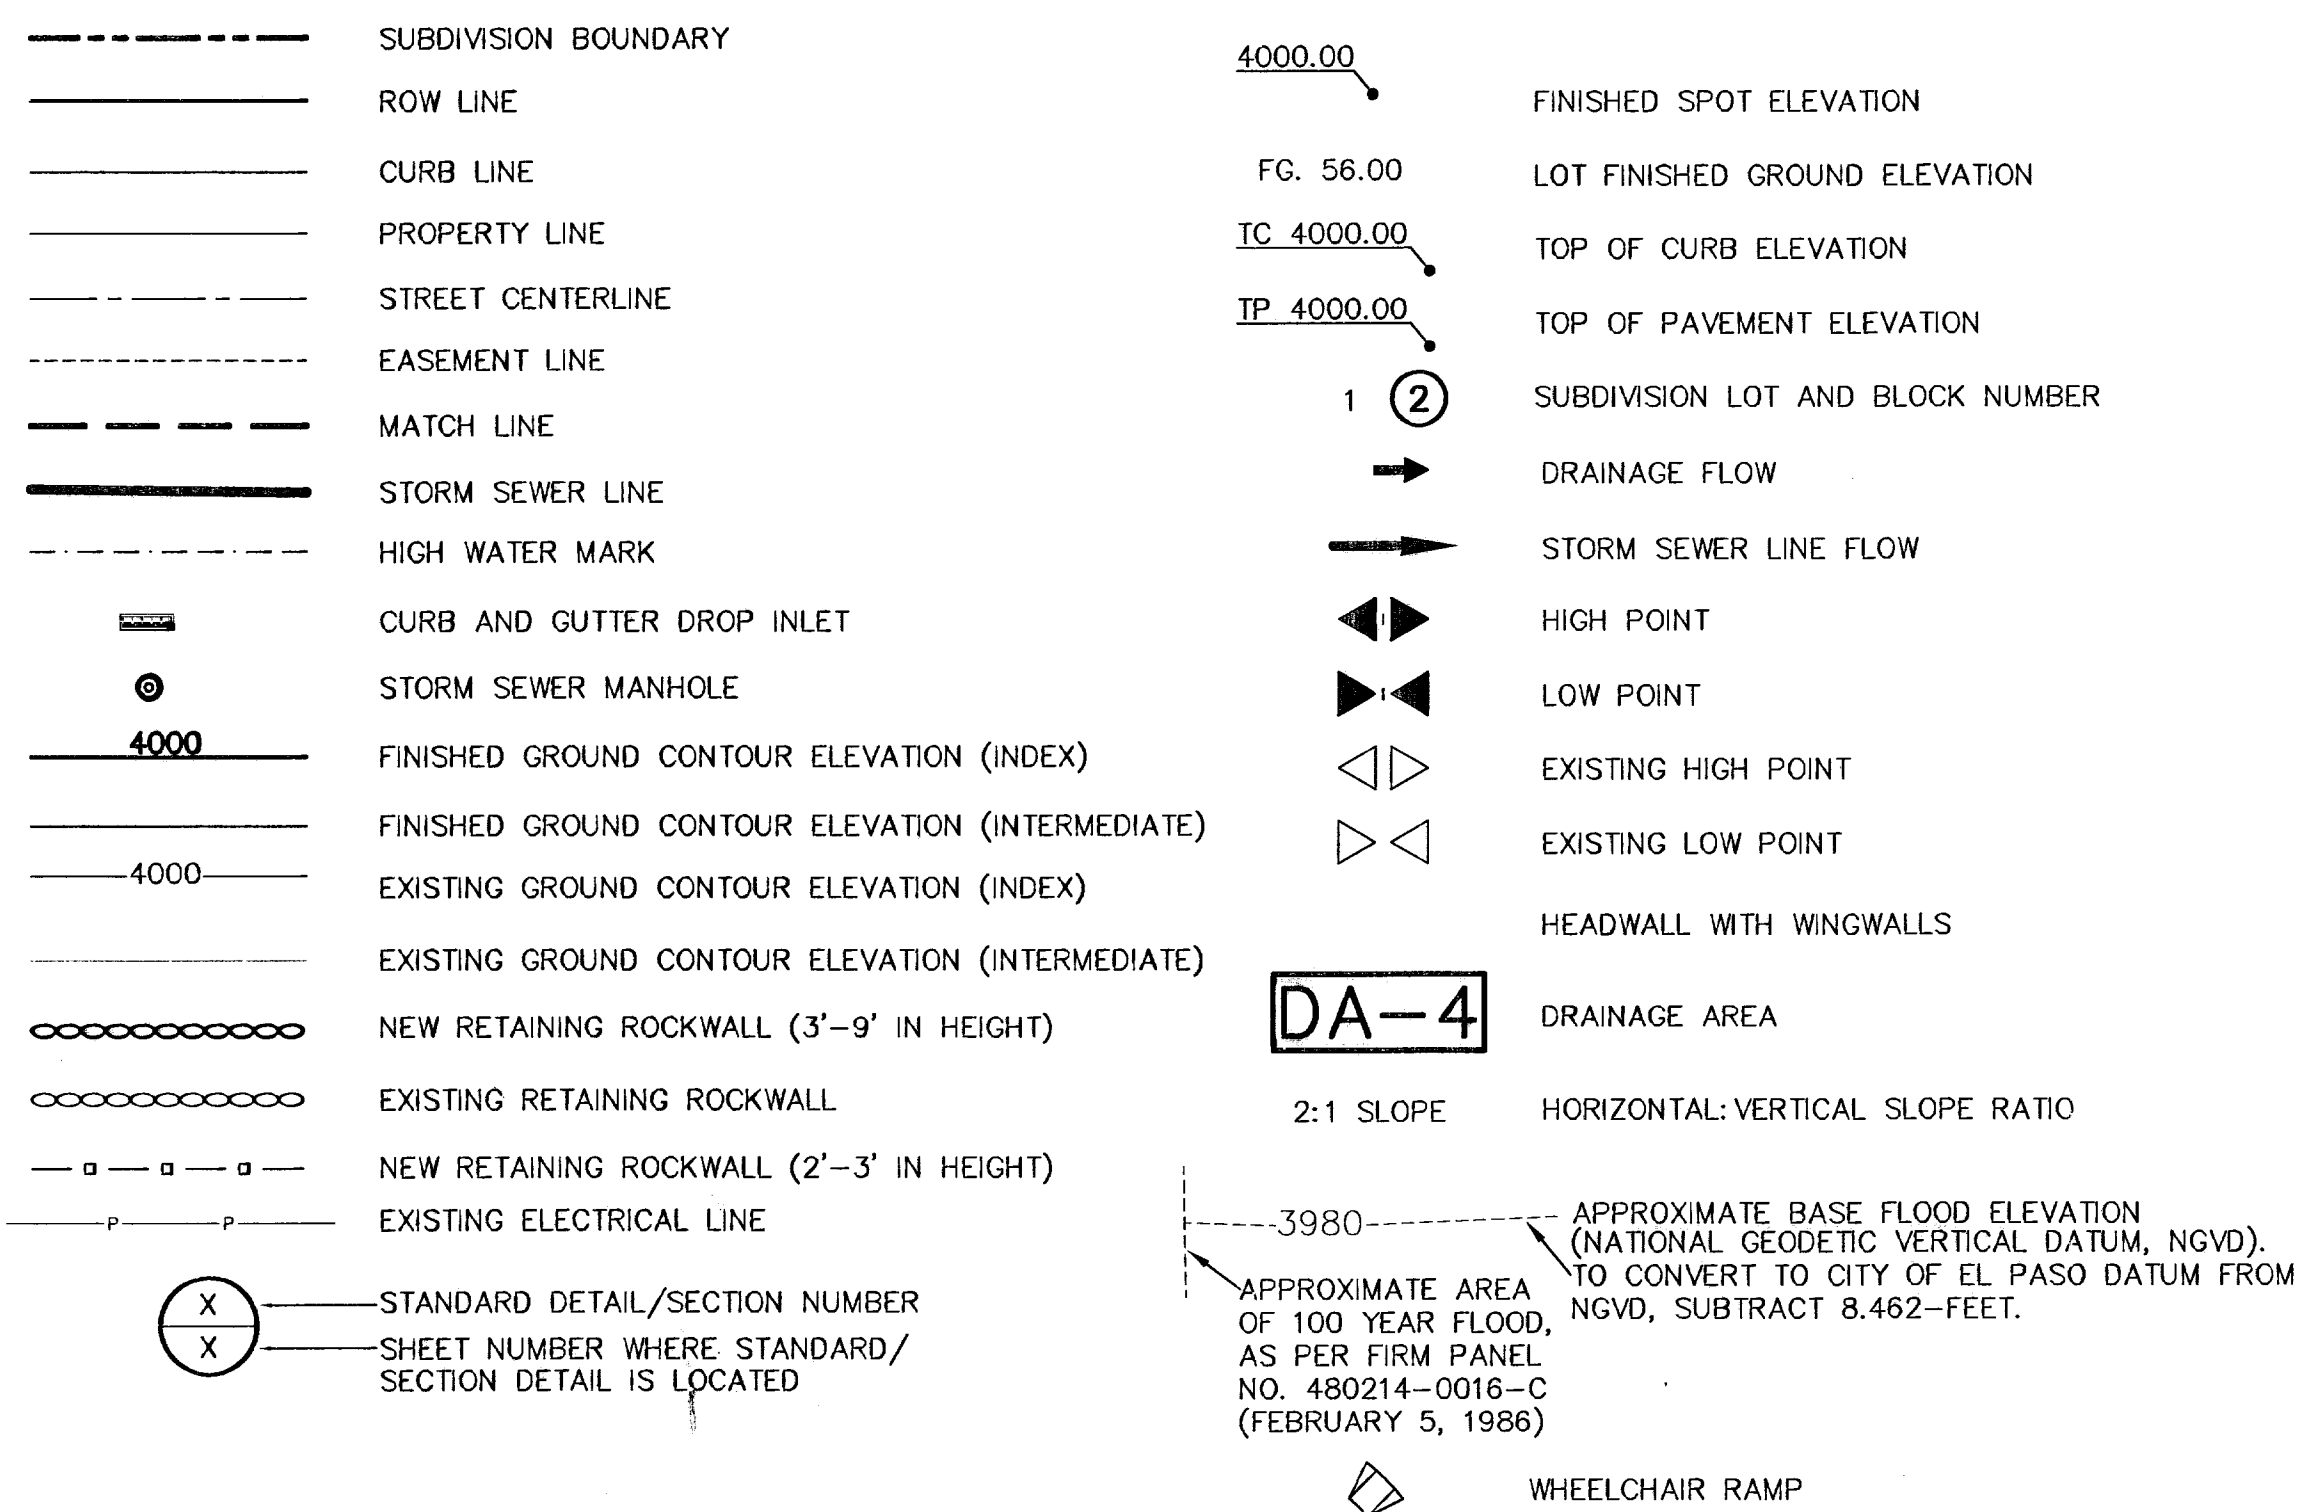 SUBDIVISION BOUNDARY
ROW LINE
CURB LINE
PROPERTY LINE
STREET CENTERLINE
EASEMENT LINE
MATCH LINE
STORM SEWER LINE
HIGH WATER MARK
CURB AND GUTTER DROP INLET
STORM SEWER MANHOLE
4000
FINISHED GROUND CONTOUR ELEVATION (INDEX)
FINISHED GROUND CONTOUR ELEVATION (INTERMEDIATE)
4000
EXISTING GROUND CONTOUR ELEVATION (INDEX)
EXISTING GROUND CONTOUR ELEVATION (INTERMEDIATE)
NEW RETAINING ROCKWALL (3'-9' IN HEIGHT)
EXISTING RETAINING ROCKWALL
NEW RETAINING ROCKWALL (2'-3' IN HEIGHT)
P P EXISTING ELECTRICAL LINE
X STANDARD DETAIL/SECTION NUMBER
X SHEET NUMBER WHERE STANDARD/
SECTION DETAIL IS LOCATED
4000.00
FINISHED SPOT ELEVATION
FG. 56.00 LOT FINISHED GROUND ELEVATION
TC 4000.00 TOP OF CURB ELEVATION
TP 4000.00 TOP OF PAVEMENT ELEVATION
1 2 SUBDIVISION LOT AND BLOCK NUMBER
DRAINAGE FLOW
STORM SEWER LINE FLOW
HIGH POINT
LOW POINT
EXISTING HIGH POINT
EXISTING LOW POINT
HEADWALL WITH WINGWALLS
DA-4 DRAINAGE AREA
2:1 SLOPE HORIZONTAL:VERTICAL SLOPE RATIO
3980
APPROXIMATE BASE FLOOD ELEVATION
(NATIONAL GEODETIC VERTICAL DATUM, NGVD).
TO CONVERT TO CITY OF EL PASO DATUM FROM
NGVD, SUBTRACT 8.462-FEET.
APPROXIMATE AREA
OF 100 YEAR FLOOD,
AS PER FIRM PANEL
NO. 480214-0016-C
(FEBRUARY 5, 1986)
WHEELCHAIR RAMP